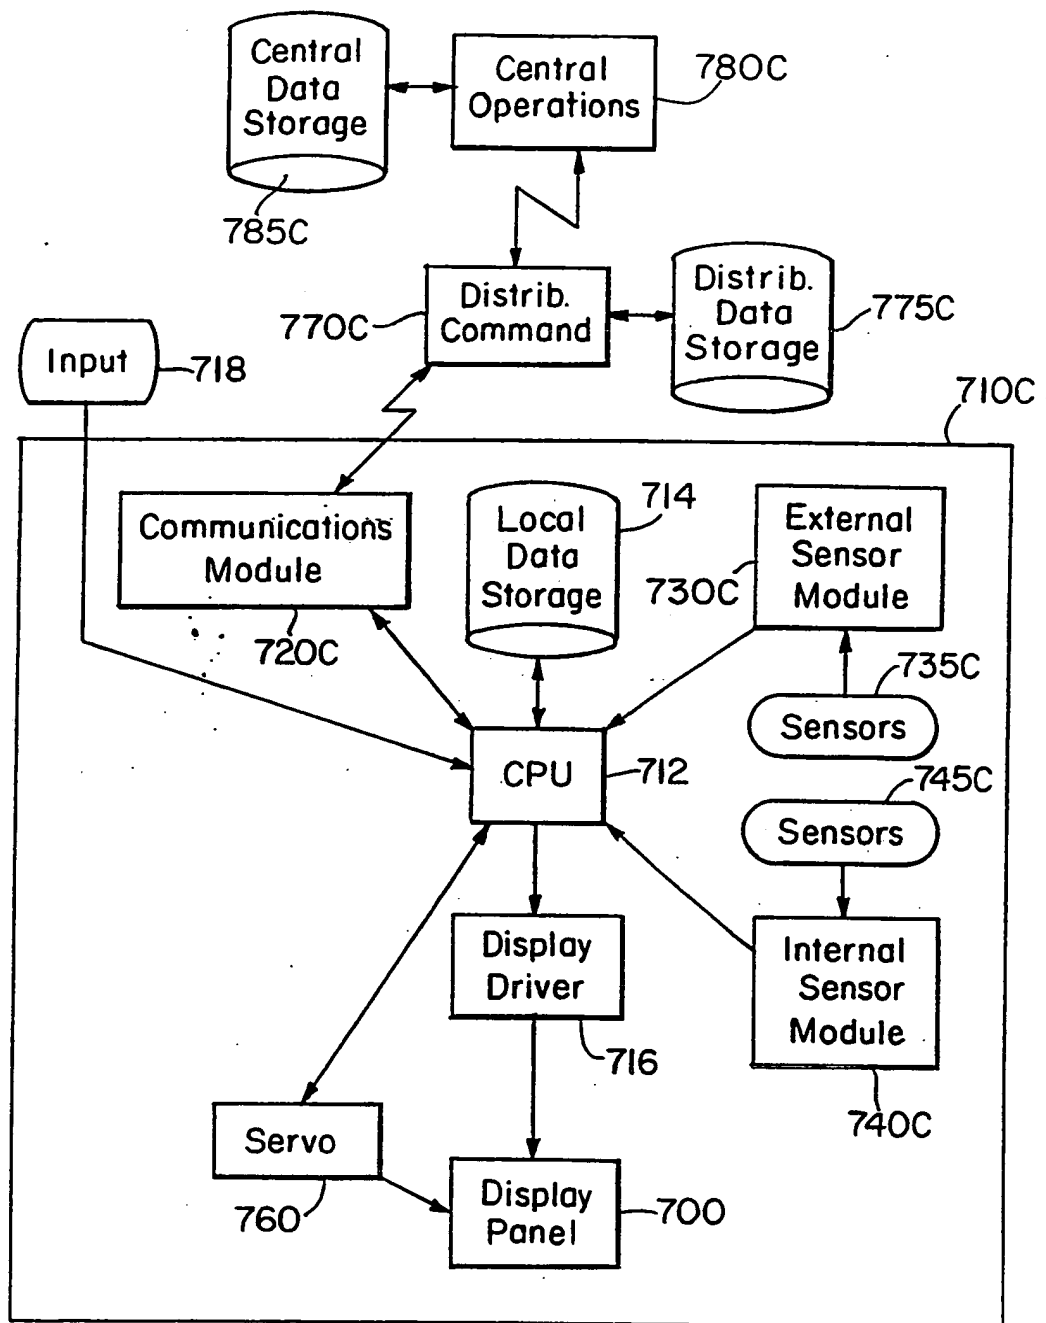 Central
Data
Storage
Central
Operations
780C
785C
Distrib.
Command
770C
Distrib.
Data
Storage
775C
Input
718
710C
Communications
Module
720C
Local
Data
Storage
714
External
Sensor
Module
730C
735C
Sensors
CPU
712
745C
Sensors
Display
Driver
716
Internal
Sensor
Module
740C
Servo
760
Display
Panel
700